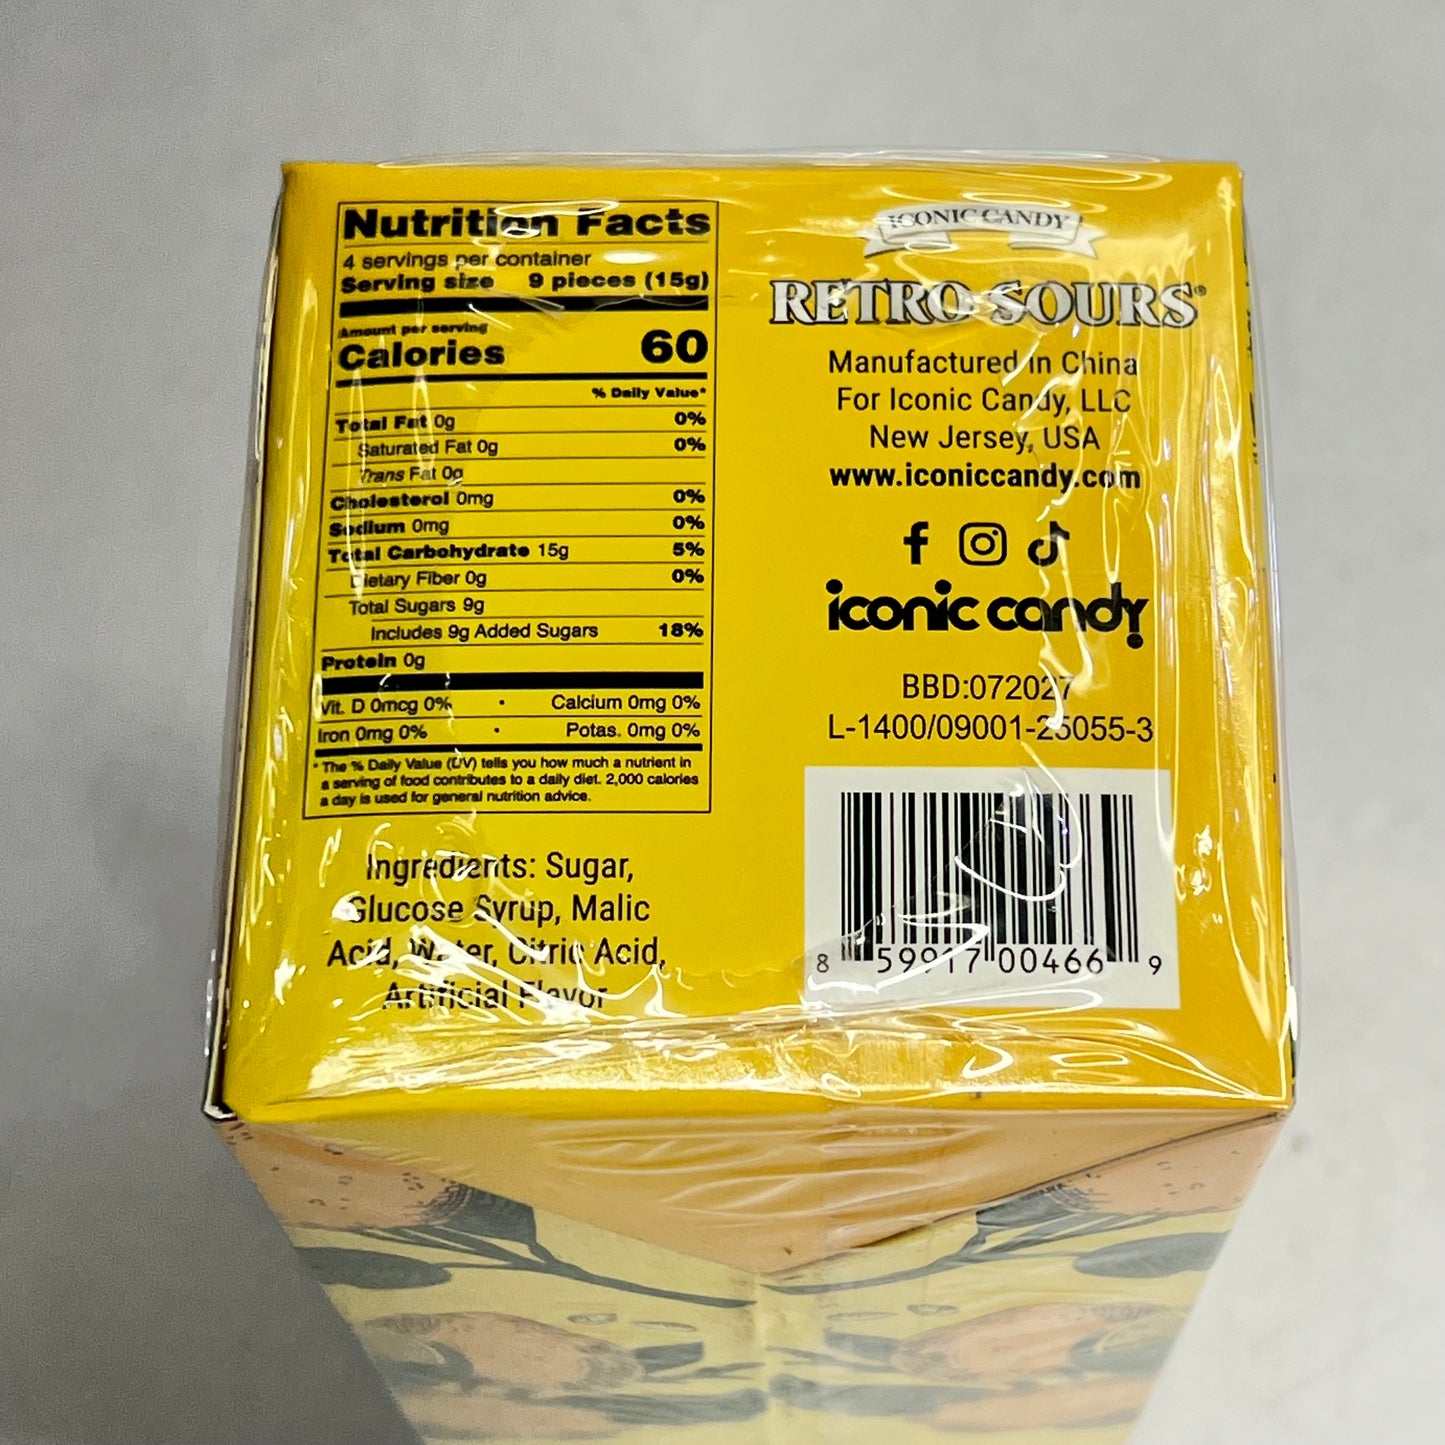 Nutrition Facts
4 servings per container
Serving size 9 pieces (15g)
Amount per serving
Calories 60
% Daily Value*
Total Fat 0g 0%
Saturated Fat 0g 0%
Trans Fat 0g
Cholesterol 0mg 0%
Sodium 0mg 0%
Total Carbohydrate 15g 5%
Dietary Fiber 0g 0%
Total Sugars 9g
Includes 9g Added Sugars 18%
Protein 0g
Vit. D 0mcg 0% • Calcium 0mg 0%
Iron 0mg 0% • Potas. 0mg 0%
* The % Daily Value (DV) tells you how much a nutrient in
a serving of food contributes to a daily diet. 2,000 calories
a day is used for general nutrition advice.
Ingredients: Sugar,
Glucose Syrup, Malic
Acid, Water, Citric Acid,
Artificial Flavor
ICONIC CANDY
RETRO SOURS®
Manufactured in China
For Iconic Candy, LLC
New Jersey, USA
www.iconiccandy.com
iconic candy
BBD:072027
L-1400/09001-25055-3
8 59917 00466 9